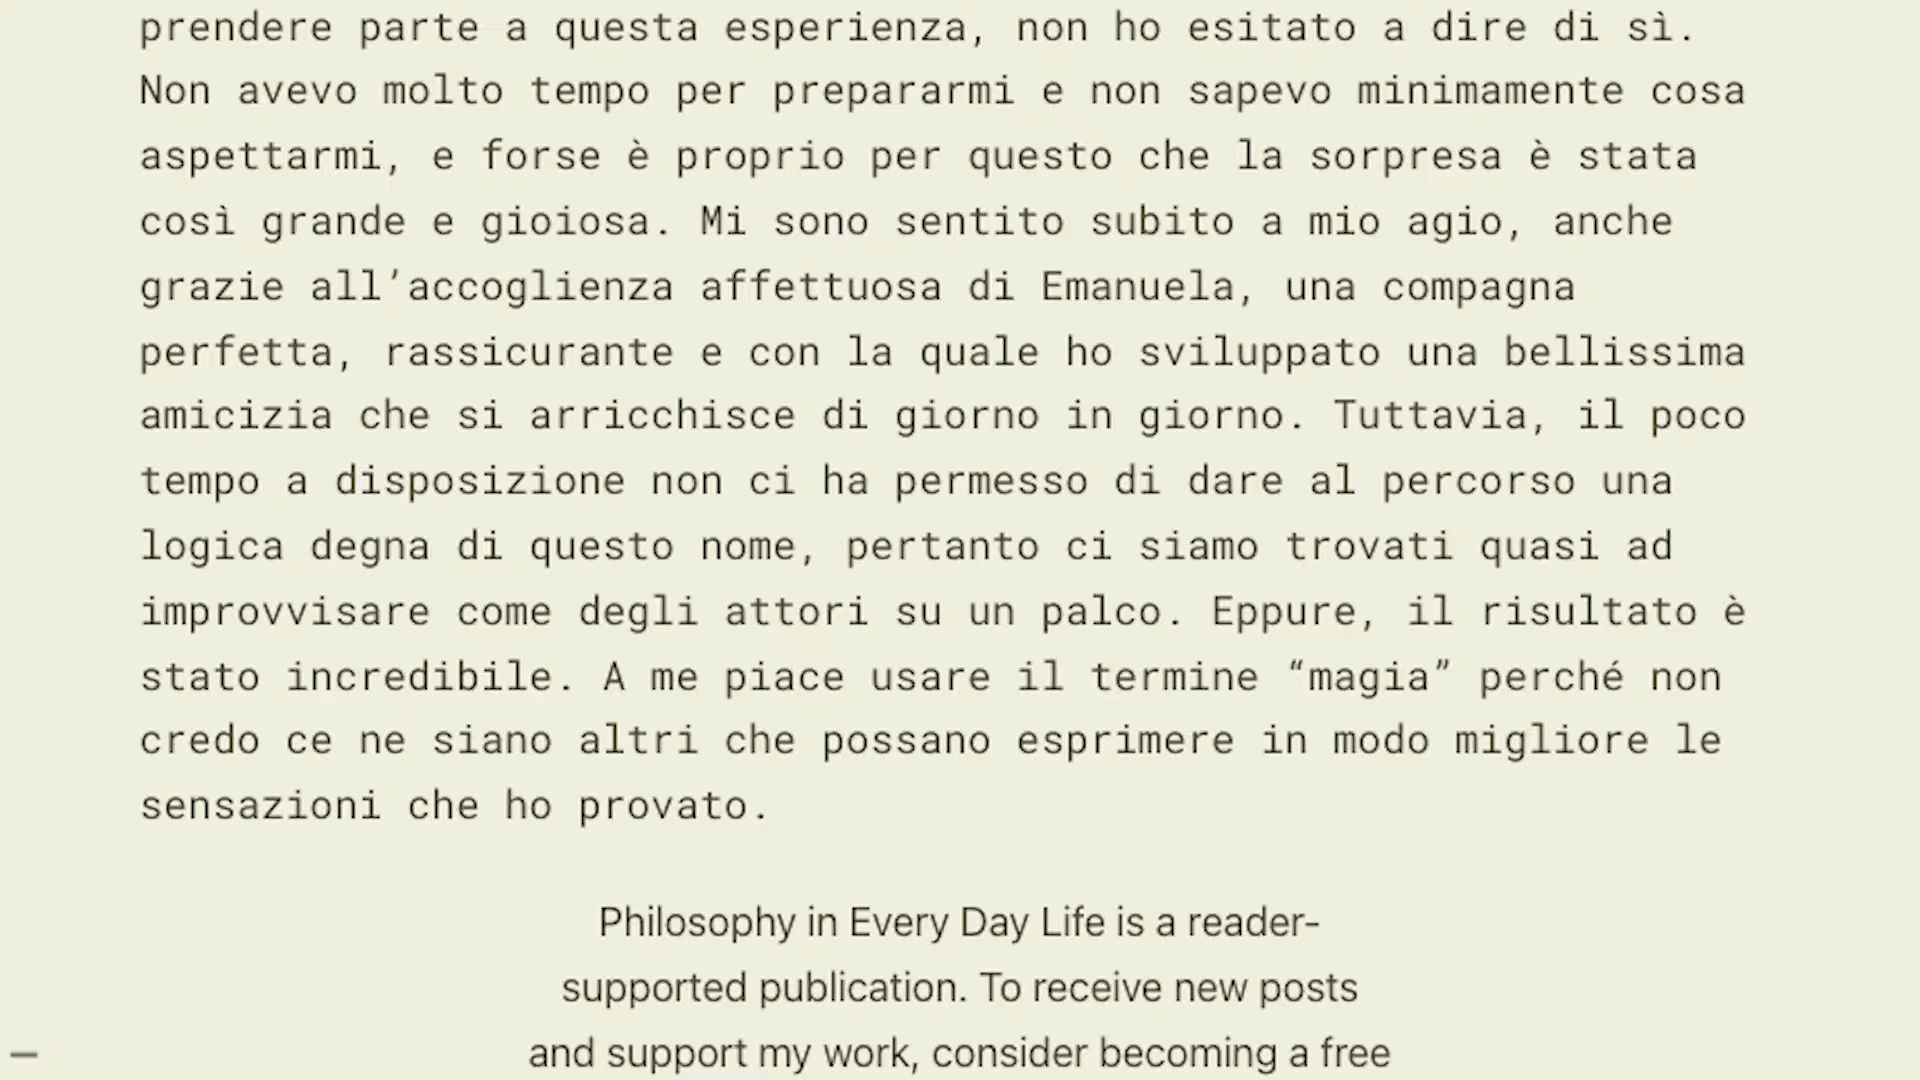 prendere parte a questa esperienza, non ho esitato a dire di sì.
Non avevo molto tempo per prepararmi e non sapevo minimamente cosa
aspettarmi, e forse è proprio per questo che la sorpresa è stata
così grande e gioiosa. Mi sono sentito subito a mio agio, anche
grazie all’accoglienza affettuosa di Emanuela, una compagna
perfetta, rassicurante e con la quale ho sviluppato una bellissima
amicizia che si arricchisce di giorno in giorno. Tuttavia, il poco
tempo a disposizione non ci ha permesso di dare al percorso una
logica degna di questo nome, pertanto ci siamo trovati quasi ad
improvvisare come degli attori su un palco. Eppure, il risultato è
stato incredibile. A me piace usare il termine “magia” perché non
credo ce ne siano altri che possano esprimere in modo migliore le
sensazioni che ho provato.
Philosophy in Every Day Life is a reader-
supported publication. To receive new posts
and support my work, consider becoming a free